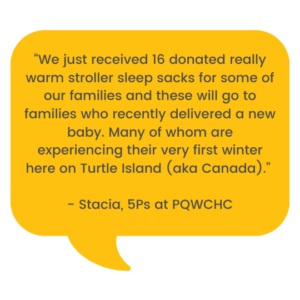 "We just received 16 donated really
warm stroller sleep sacks for some of
our families and these will go to
families who recently delivered a new
baby. Many of whom are
experiencing their very first winter
here on Turtle Island (aka Canada)."
- Stacia, 5Ps at PQWCHC